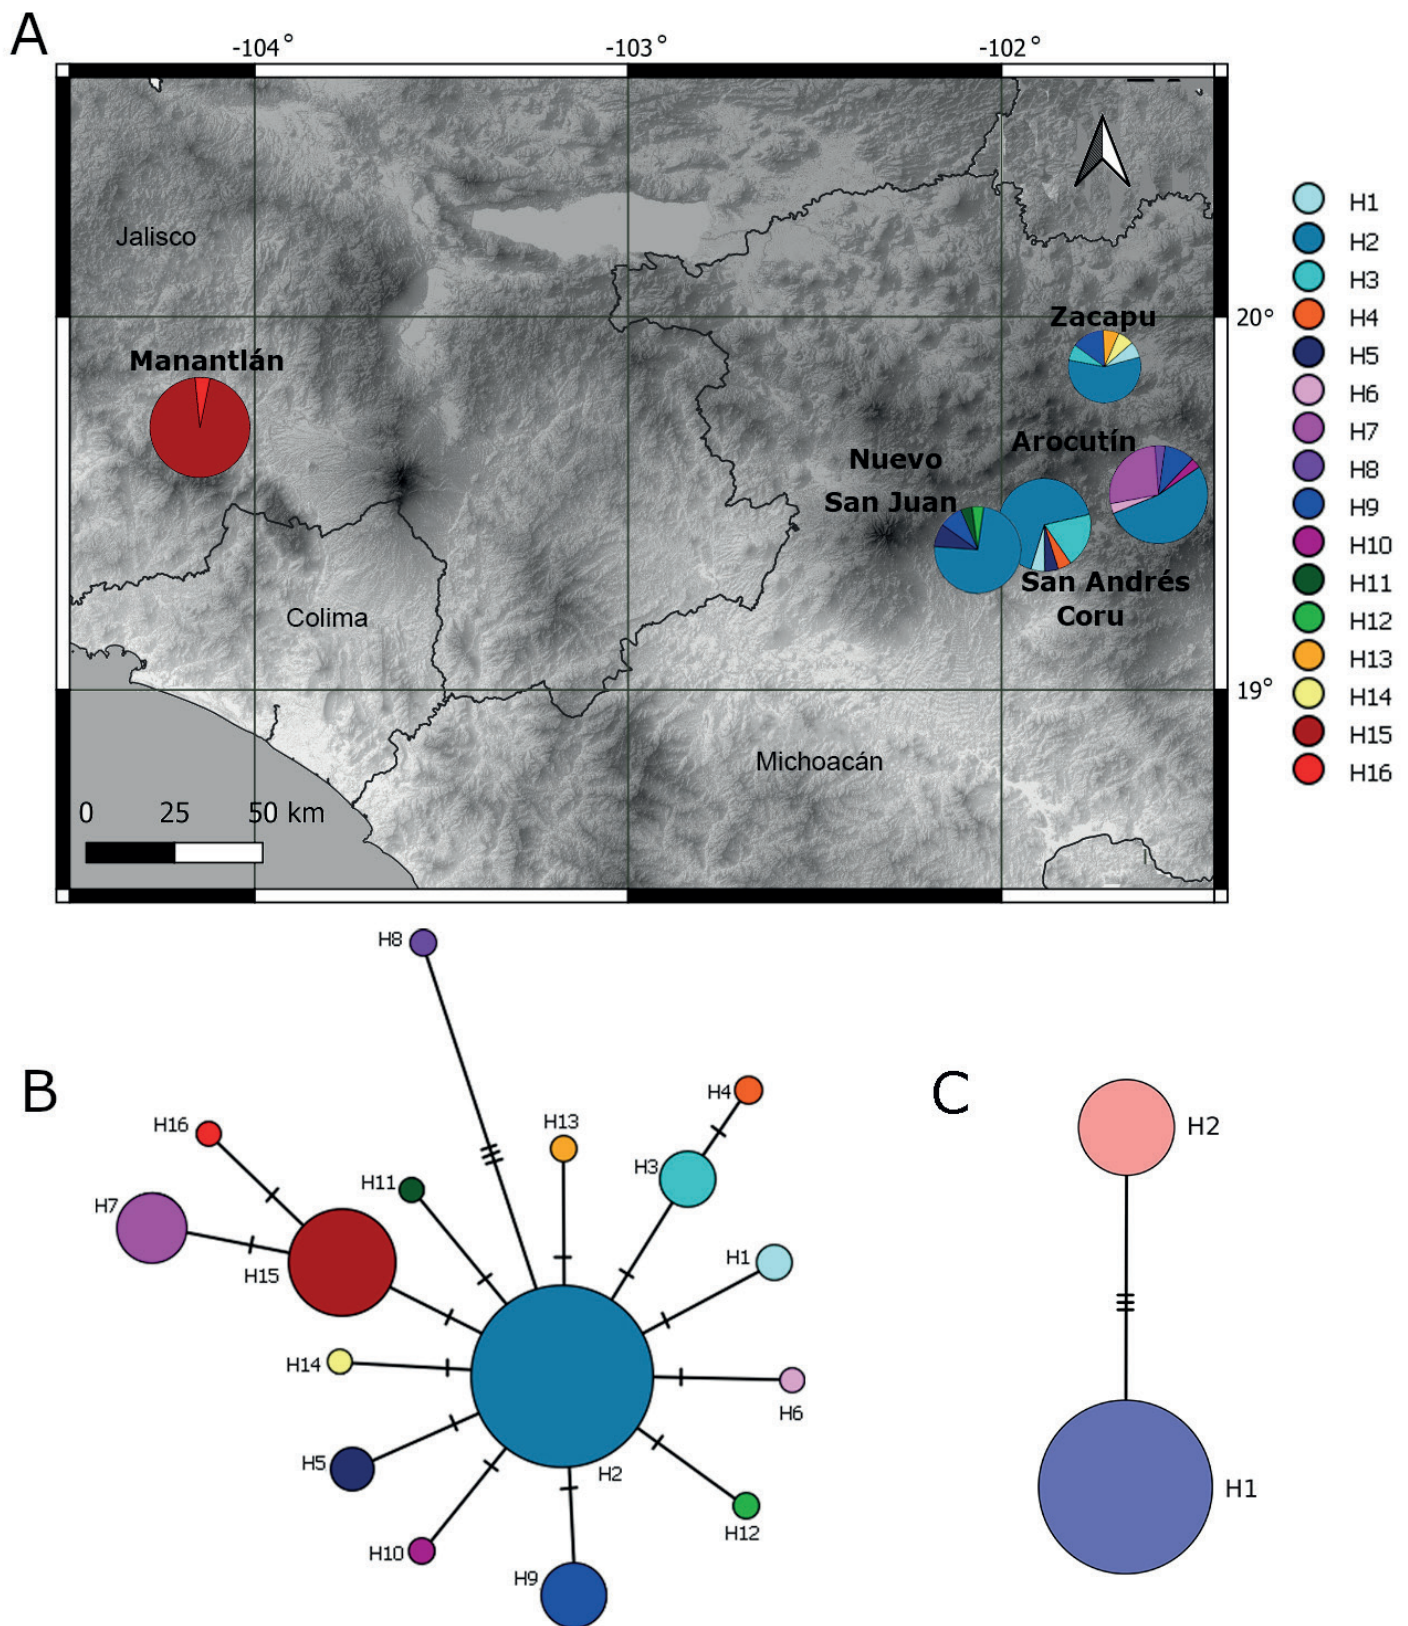 A
-104°
-103°
-102°
Jalisco
Zacapu
20°
Manantlán
Arocutín
Nuevo
San Juan
San Andrés
Coru
Colima
19°
Michoacán
0 25 50 km
H1
H2
H3
H4
H5
H6
H7
H8
H9
H10
H11
H12
H13
H14
H15
H16
B
H8
H4
H16
H13
H3
H11
H7
H1
H15
H14
H6
H5
H2
H12
H10
H9
C
H2
H1